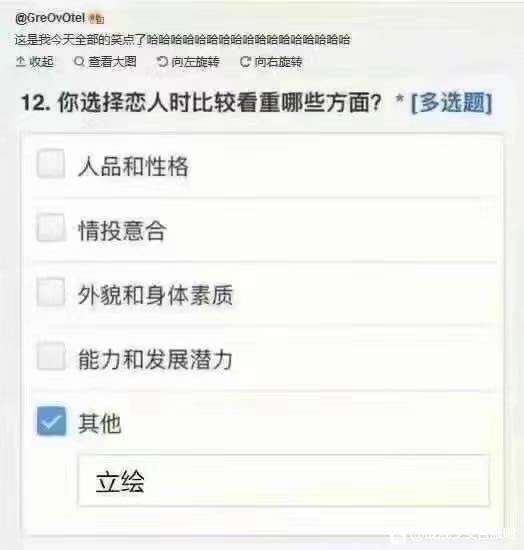 @GreOvOtel
这是我今天全部的笑点了哈哈哈哈哈哈哈哈哈哈哈哈哈哈哈哈哈
收起 查看大图 向左旋转 向右旋转
12. 你选择恋人时比较看重哪些方面? * [多选题]
人品和性格
情投意合
外貌和身体素质
能力和发展潜力
其他
立绘